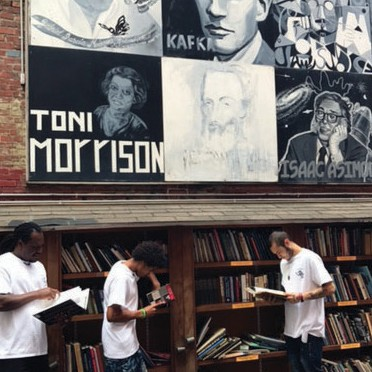 KAFKA
TONI
MORRISON
ISAAC ASIMOV